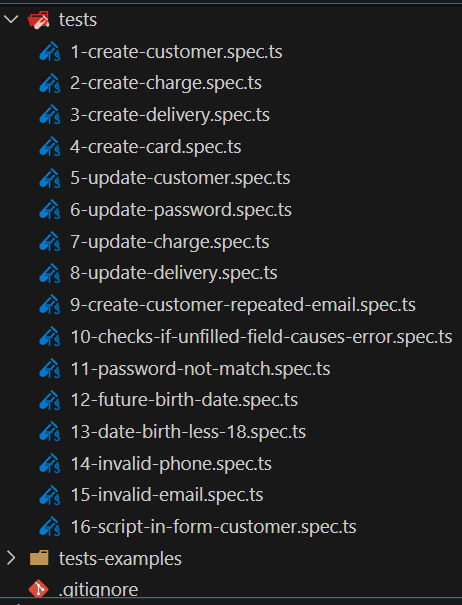 tests
1-create-customer.spec.ts
2-create-charge.spec.ts
3-create-delivery.spec.ts
4-create-card.spec.ts
5-update-customer.spec.ts
6-update-password.spec.ts
7-update-charge.spec.ts
8-update-delivery.spec.ts
9-create-customer-repeated-email.spec.ts
10-checks-if-unfilled-field-causes-error.spec.ts
11-password-not-match.spec.ts
12-future-birth-date.spec.ts
13-date-birth-less-18.spec.ts
14-invalid-phone.spec.ts
15-invalid-email.spec.ts
16-script-in-form-customer.spec.ts
tests-examples
.gitignore